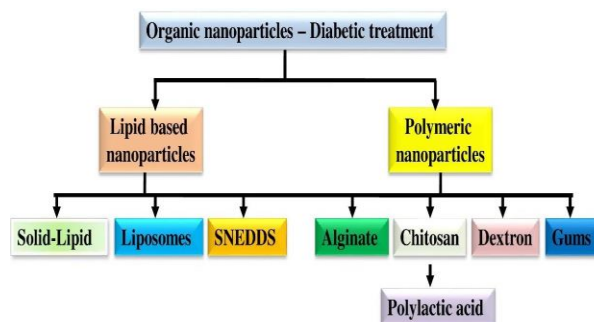 Organic nanoparticles – Diabetic treatment
Lipid based
nanoparticles
Polymeric
nanoparticles
Solid-Lipid
Liposomes
SNEDDS
Alginate
Chitosan
Dextron
Gums
Polylactic acid